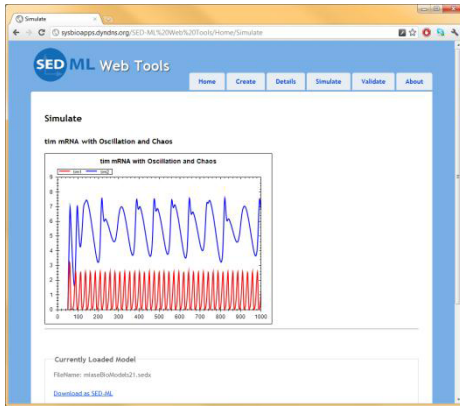 Simulate
sysbioapps.dyndns.org/SED-ML%20Web%20Tools/Home/Simulate
SED ML Web Tools
Home Create Details Simulate Validate About
Simulate
tim mRNA with Oscillation and Chaos
tim mRNA with Oscillation and Chaos
9
8
7
6
5
4
3
2
1
0
0 100 200 300 400 500 600 700 800 900 1000
Currently Loaded Model
FileName: mlaseBioModels21.sedx
Download as SED-ML